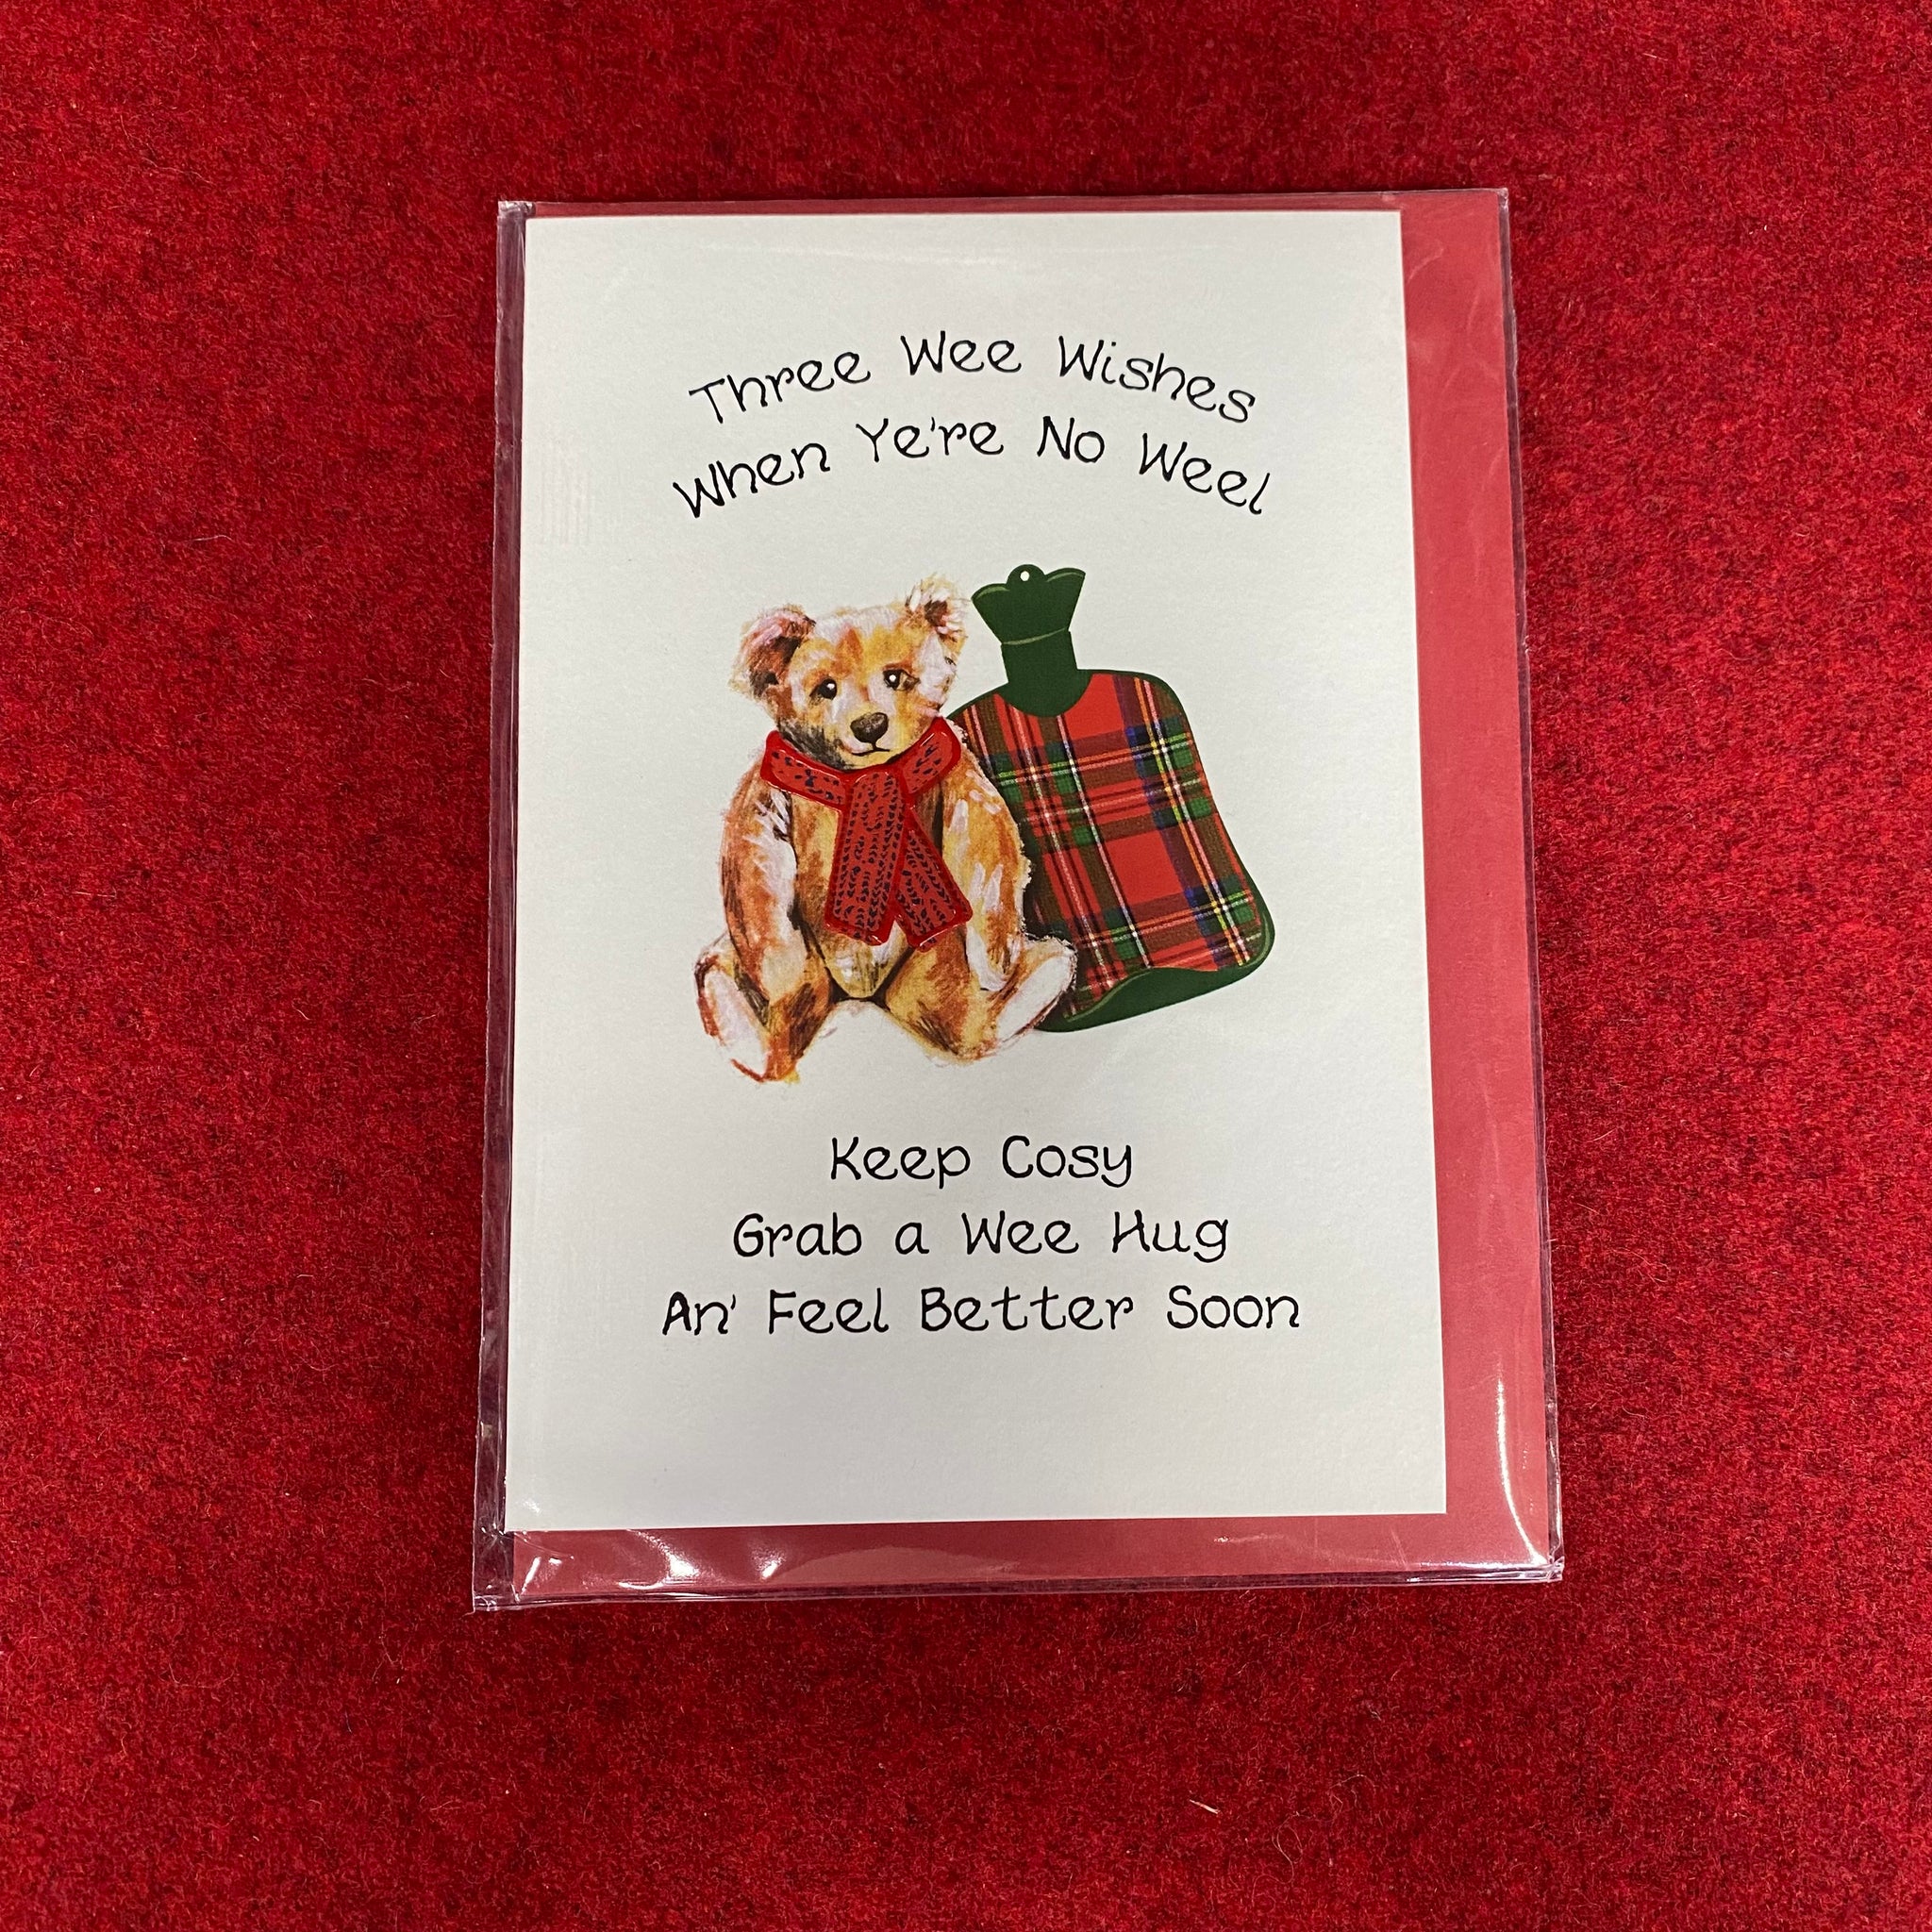 Three Wee Wishes
When Ye're No Weel
Keep Cosy
Grab a Wee Hug
An' Feel Better Soon